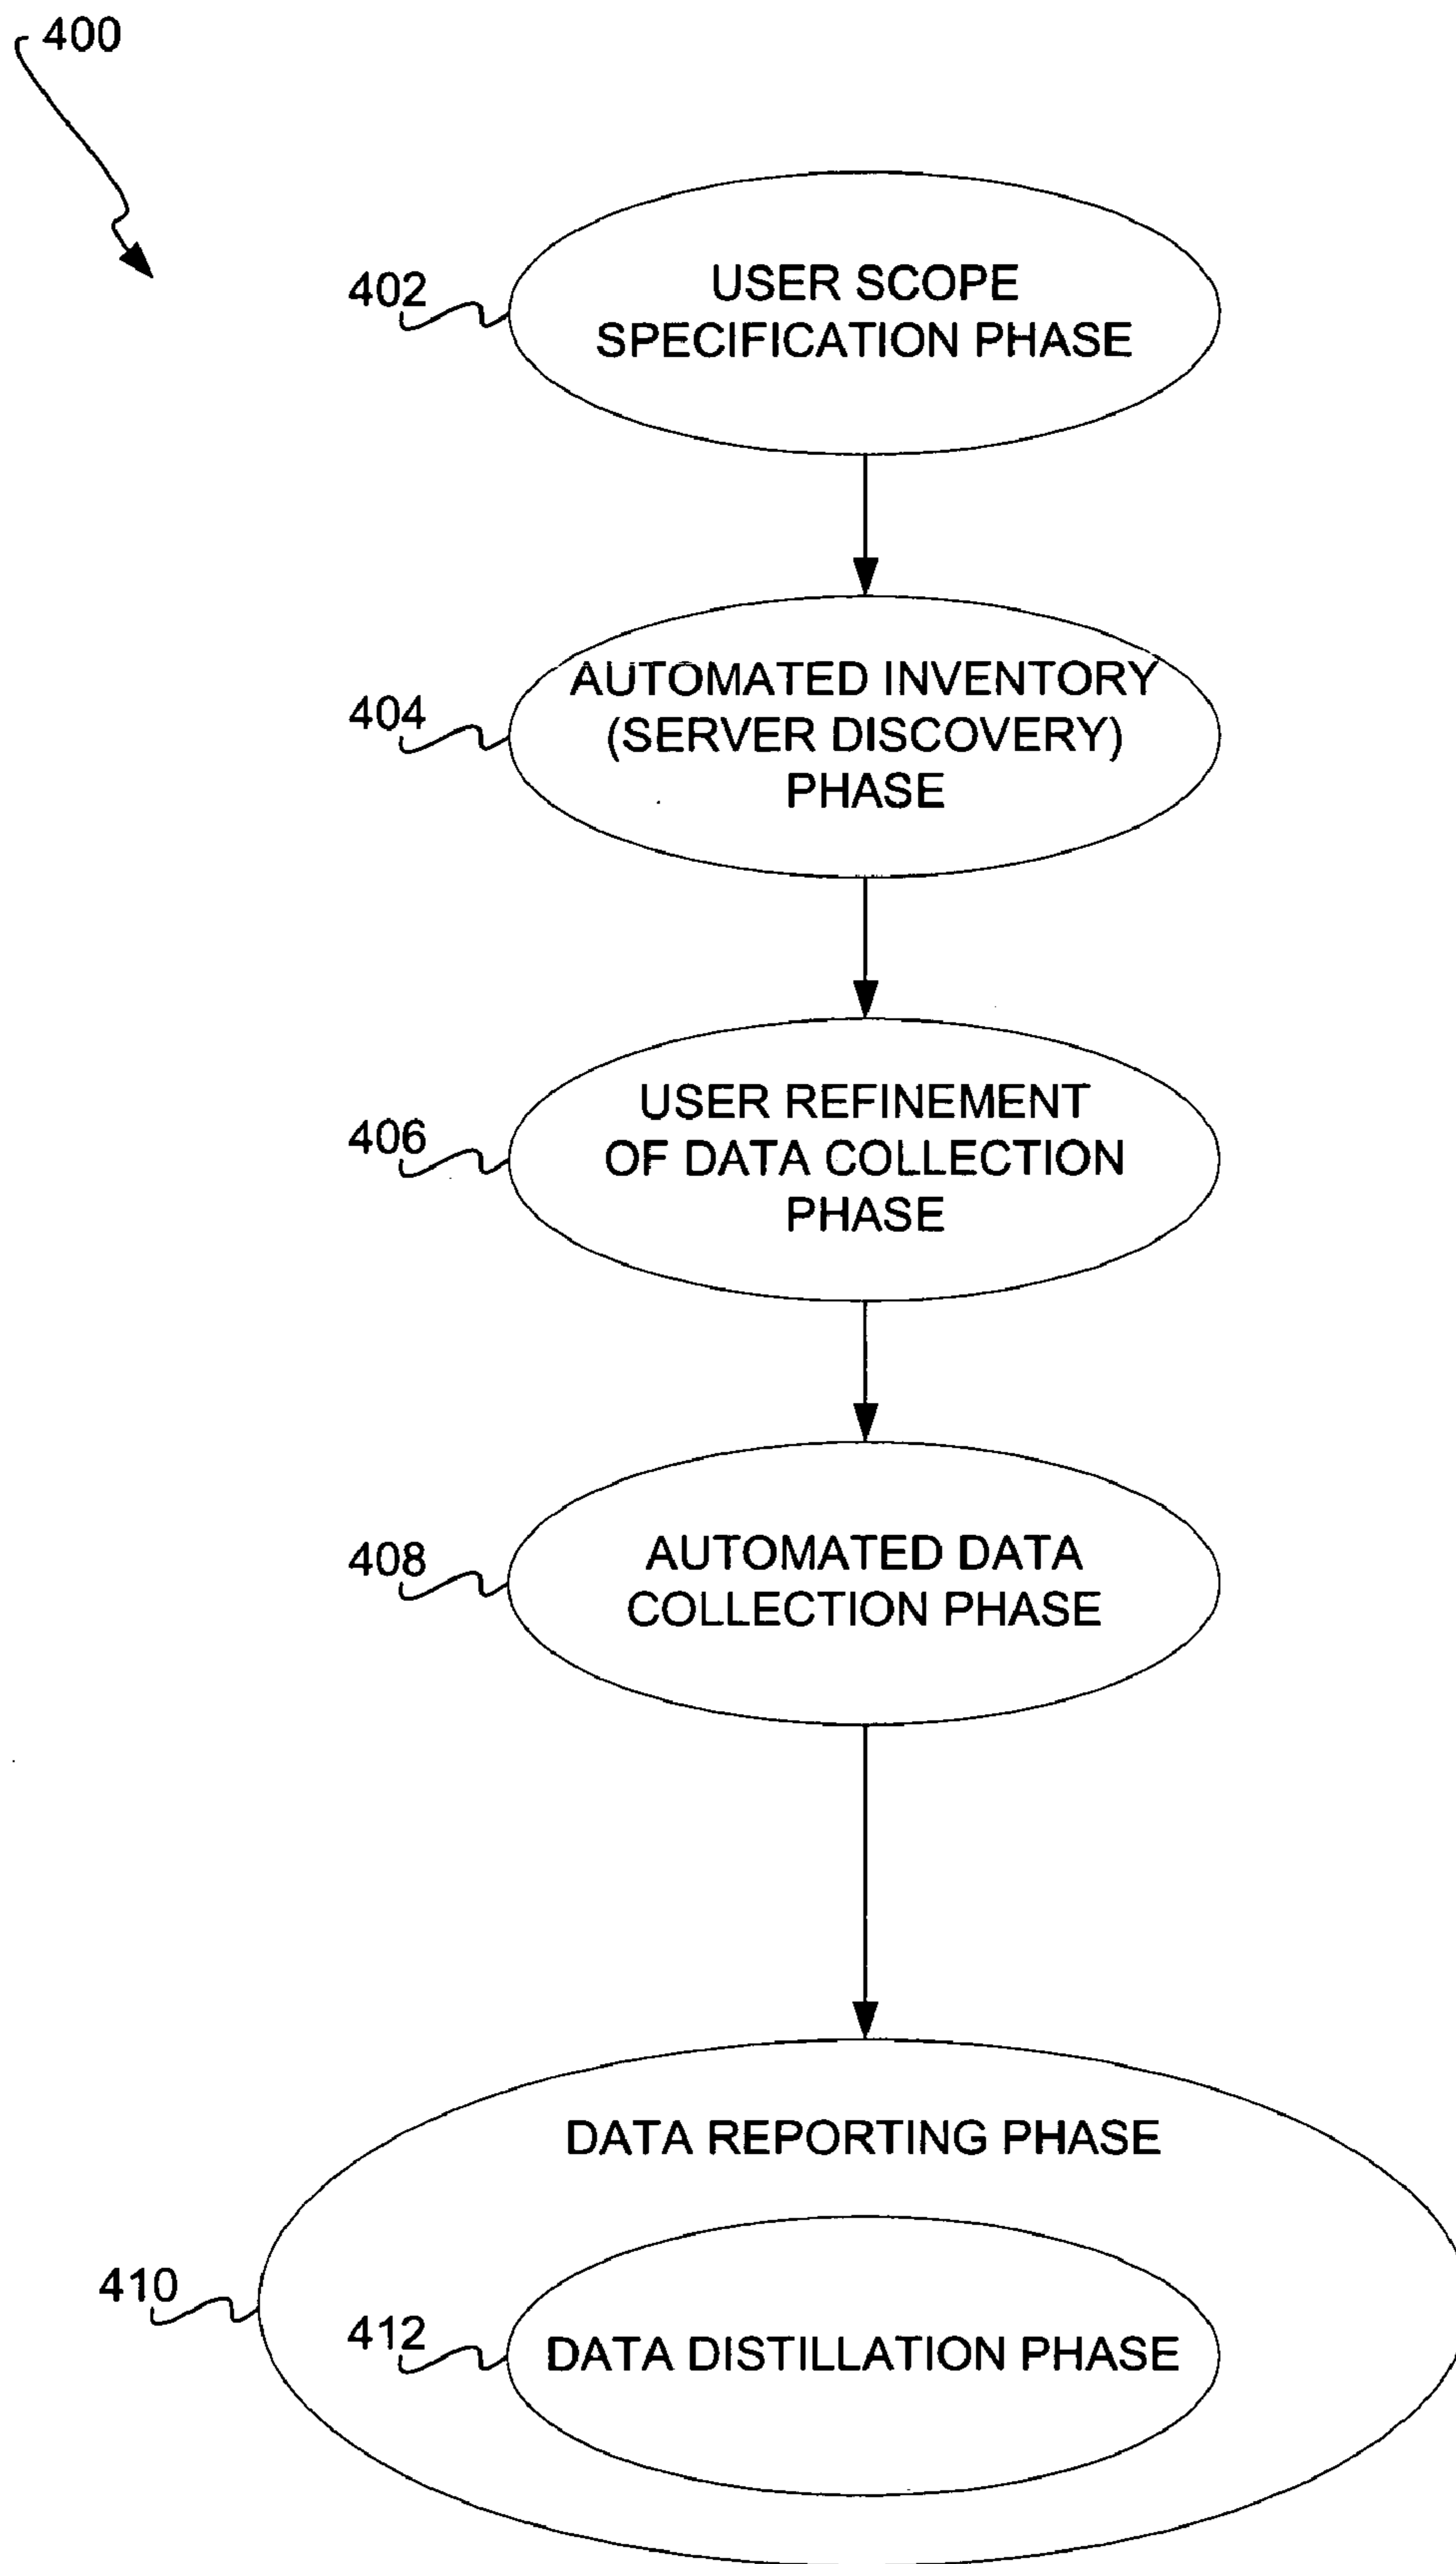 400
402
USER SCOPE
SPECIFICATION PHASE
404
AUTOMATED INVENTORY
(SERVER DISCOVERY)
PHASE
406
USER REFINEMENT
OF DATA COLLECTION
PHASE
408
AUTOMATED DATA
COLLECTION PHASE
DATA REPORTING PHASE
410
412
DATA DISTILLATION PHASE